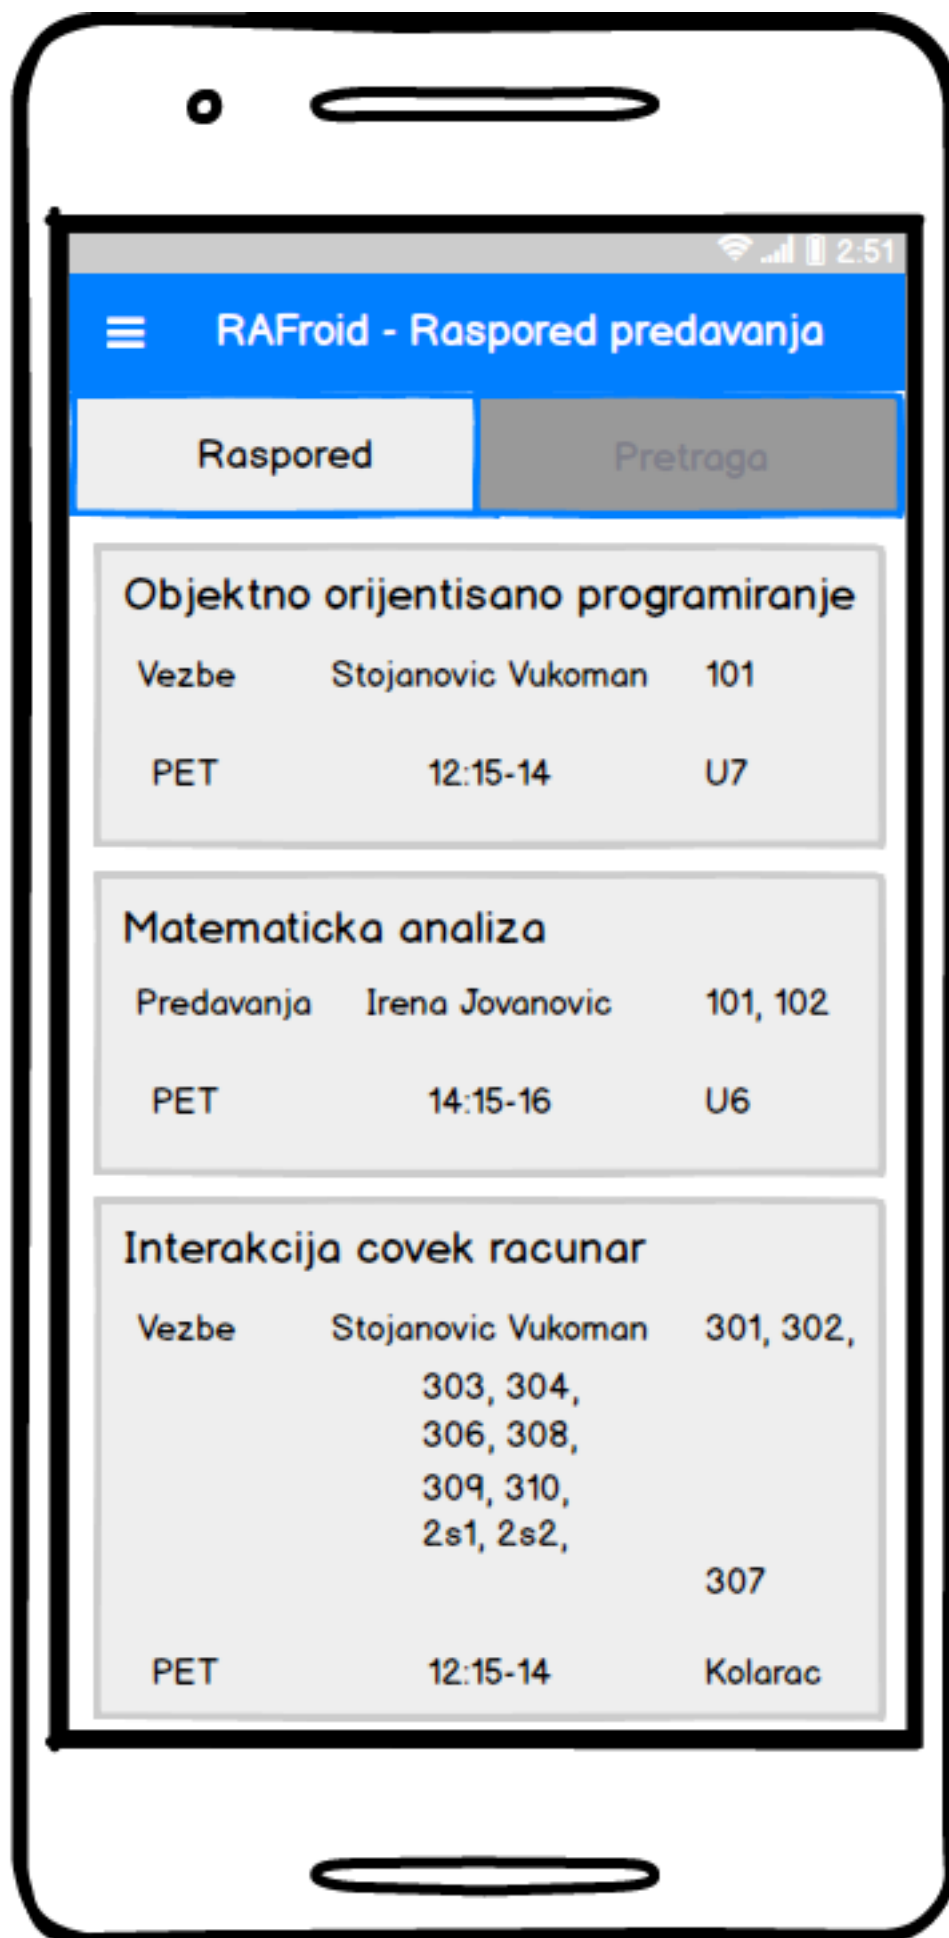 2:51
RAFroid - Raspored predavanja
Raspored Pretraga
Objektno orijentisano programiranje
Vezbe Stojanovic Vukoman 101
PET 12:15-14 U7
Matematicka analiza
Predavanja Irena Jovanovic 101, 102
PET 14:15-16 U6
Interakcija covek racunar
Vezbe Stojanovic Vukoman 301, 302,
303, 304,
306, 308,
309, 310,
2s1, 2s2,
307
PET 12:15-14 Kolarac